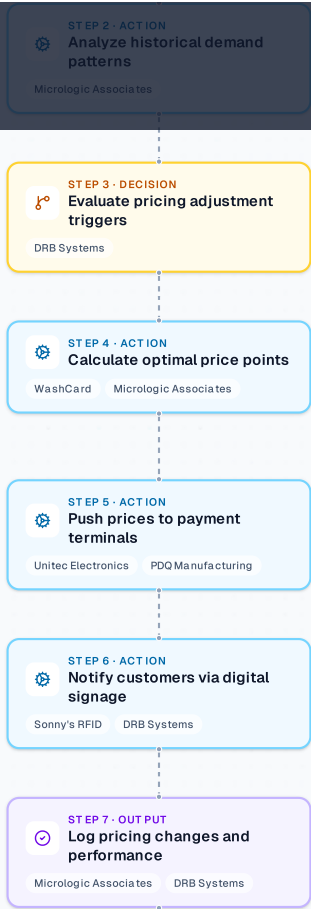 STEP 2 · ACTION
Analyze historical demand
patterns
Micrologic Associates
STEP 3 · DECISION
Evaluate pricing adjustment
triggers
DRB Systems
STEP 4 · ACTION
Calculate optimal price points
WashCard Micrologic Associates
STEP 5 · ACTION
Push prices to payment
terminals
Unitec Electronics PDQ Manufacturing
STEP 6 · ACTION
Notify customers via digital
signage
Sonny's RFID DRB Systems
STEP 7 · OUTPUT
Log pricing changes and
performance
Micrologic Associates DRB Systems